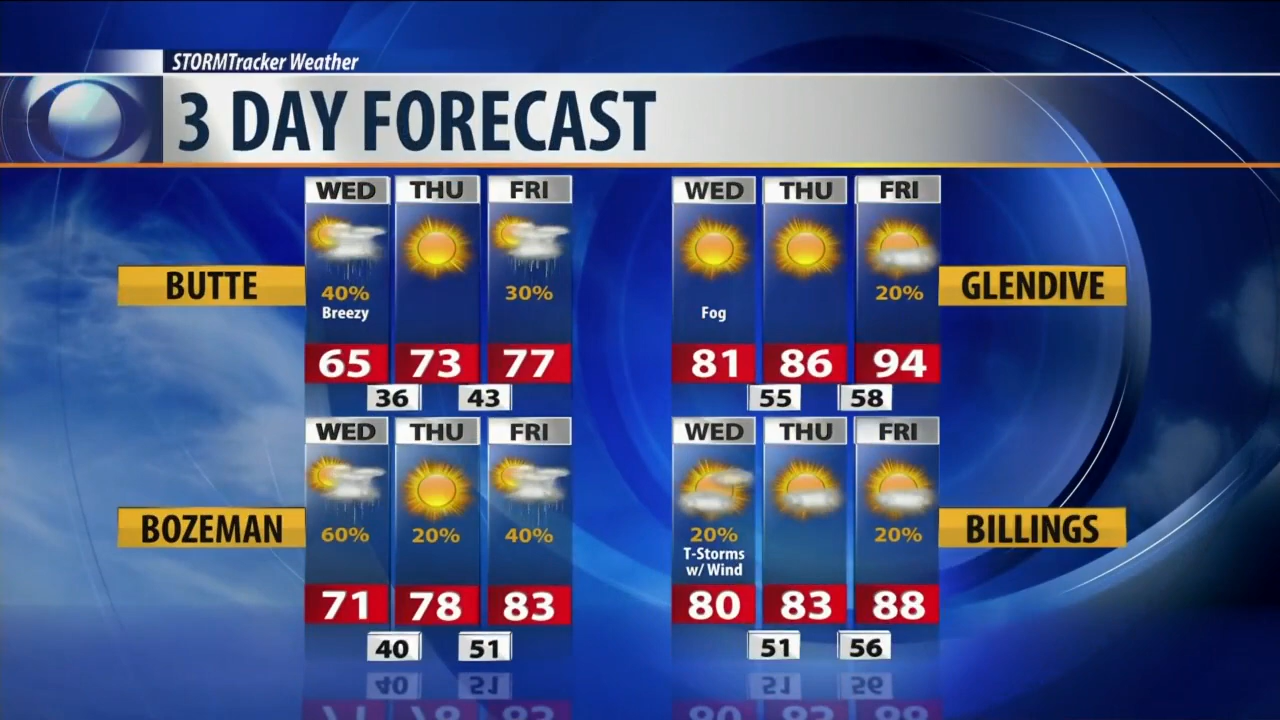 STORMTracker Weather
3 DAY FORECAST
BUTTE
WED THU FRI
40% 30%
Breezy
65 73 77
36 43
WED THU FRI
20%
Fog
81 86 94
55 58
GLENDIVE
BOZEMAN
WED THU FRI
60% 20% 40%
71 78 83
40 51
WED THU FRI
20% 20%
T-Storms
w/ Wind
80 83 88
51 56
BILLINGS